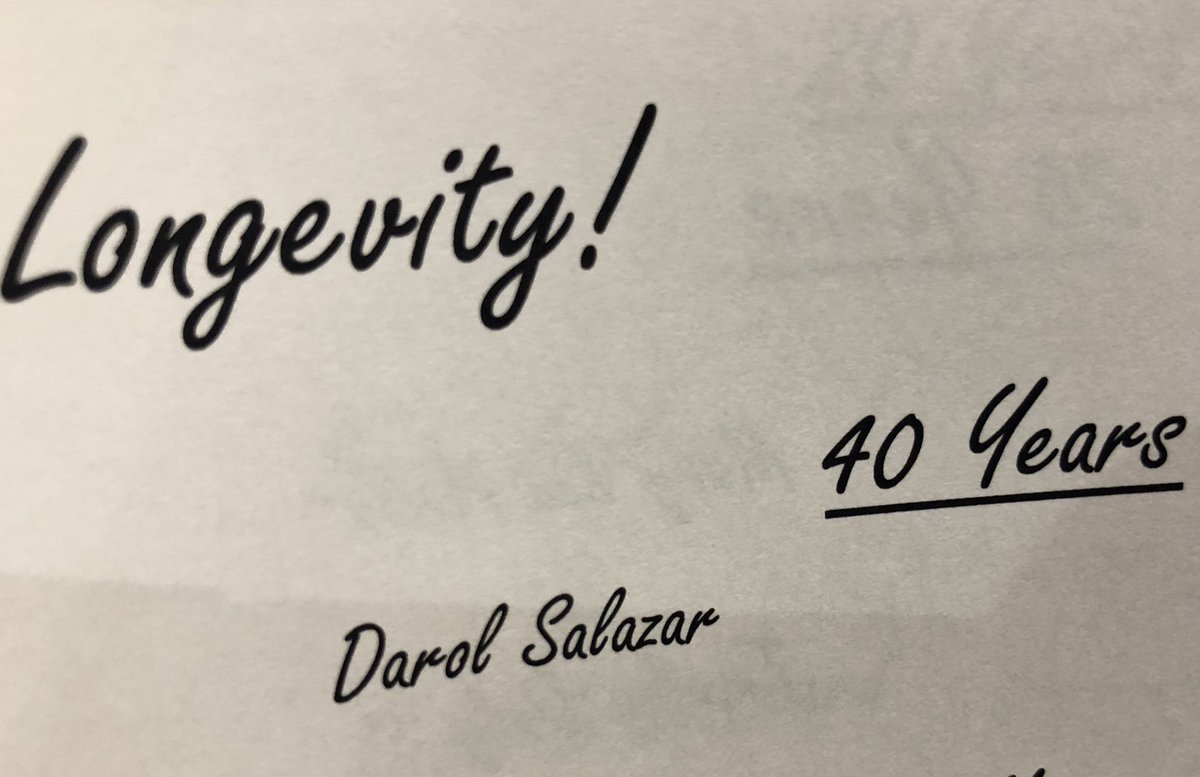 Longevity!
40 Years
Darol Salazar